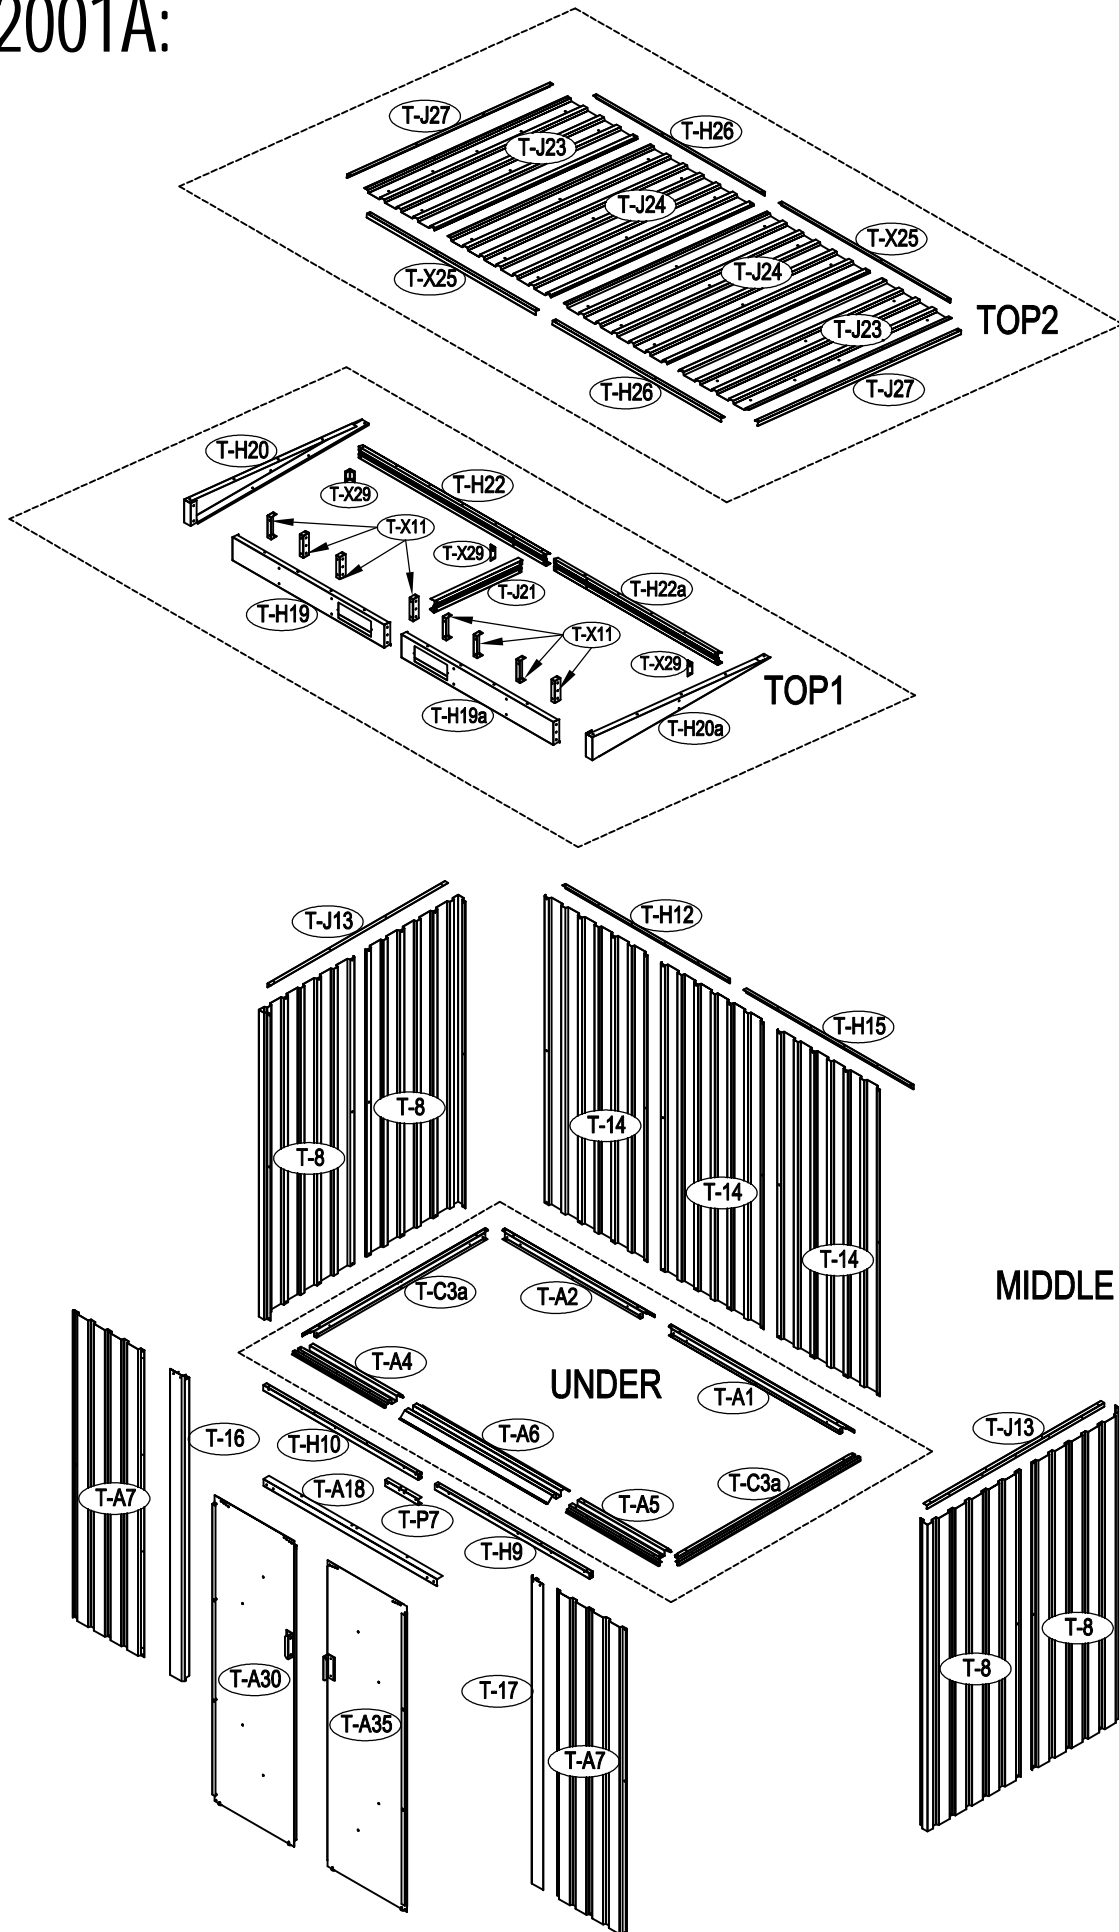 2001A:
T-J27
T-H26
T-J23
T-J24
T-X25
T-J24
T-X25
TOP2
T-J23
T-H26
T-J27
T-H20
T-H22
T-X29
T-X11
T-X29
T-H22a
T-J21
T-H19
T-X11
T-X29
TOP1
T-H19a
T-H20a
T-J13
T-H12
T-H15
T-8
T-14
T-8
T-14
T-14
MIDDLE
T-C3a
T-A2
T-A4
UNDER
T-A1
T-J13
T-16
T-A6
T-H10
T-C3a
T-A18
T-A7
T-A5
T-P7
T-H9
T-8
T-8
T-A30
T-17
T-A35
T-A7